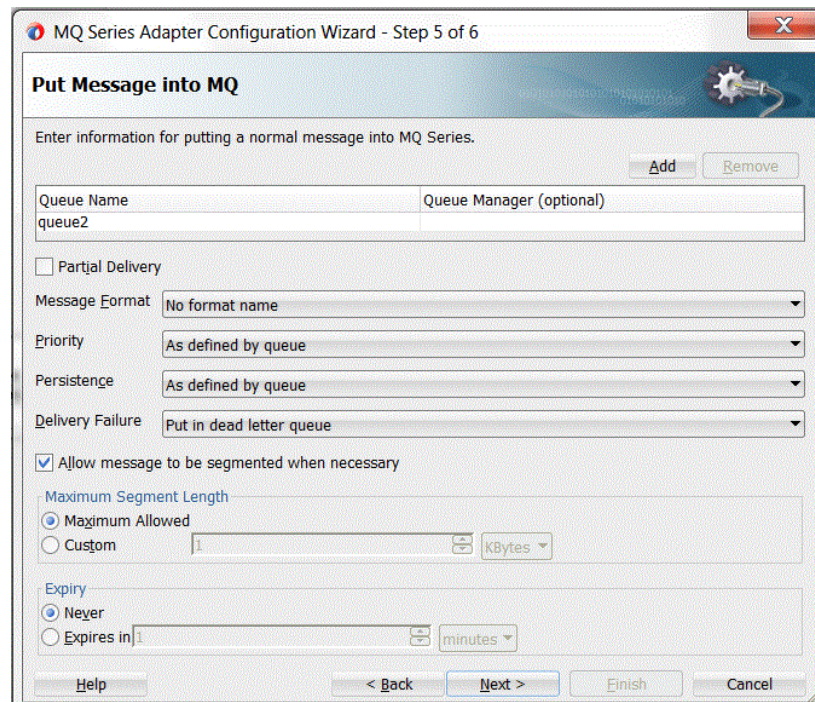 MQ Series Adapter Configuration Wizard - Step 5 of 6
Put Message into MQ
Enter information for putting a normal message into MQ Series.
Add Remove
Queue Name Queue Manager (optional)
queue2
Partial Delivery
Message Format No format name
Priority As defined by queue
Persistence As defined by queue
Delivery Failure Put in dead letter queue
Allow message to be segmented when necessary
Maximum Segment Length
Maximum Allowed
Custom 1 KBytes
Expiry
Never
Expires in 1 minutes
Help < Back Next > Finish Cancel